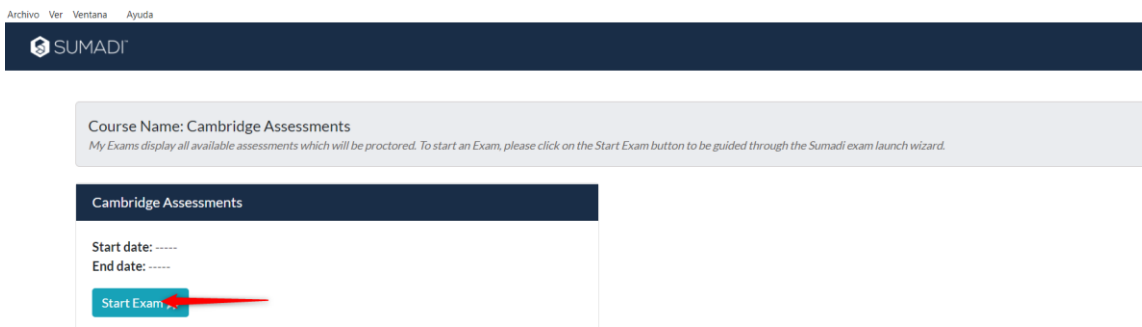 Archivo Ver Ventana Ayuda
SUMADI™
Course Name: Cambridge Assessments
My Exams display all available assessments which will be proctored. To start an Exam, please click on the Start Exam button to be guided through the Sumadi exam launch wizard.
Cambridge Assessments
Start date: -----
End date: -----
Start Exam